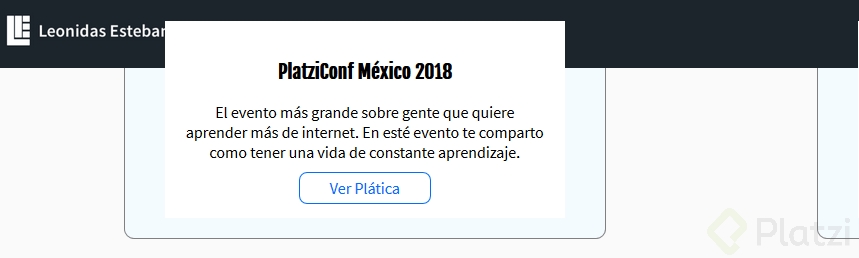 Leonidas Esteban
PlatziConf México 2018
El evento más grande sobre gente que quiere
aprender más de internet. En esté evento te comparto
como tener una vida de constante aprendizaje.
Ver Plática
Platzi